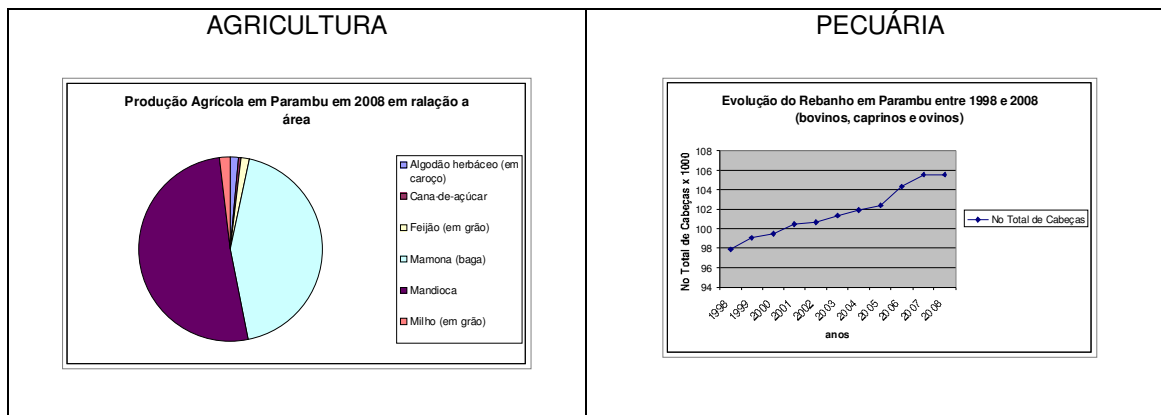 AGRICULTURA
Produção Agrícola em Parambu em 2008 em ralação a
área
Algodão herbáceo (em
caroço)
Cana-de-açúcar
Feijão (em grão)
Mamona (baga)
Mandioca
Milho (em grão)
PECUÁRIA
Evolução do Rebanho em Parambu entre 1998 e 2008
(bovinos, caprinos e ovinos)
No Total de Cabeças x 1000
108
106
104
102
100
98
96
94
1998
1999
2000
2001
2002
2003
2004
2005
2006
2007
2008
anos
No Total de Cabeças